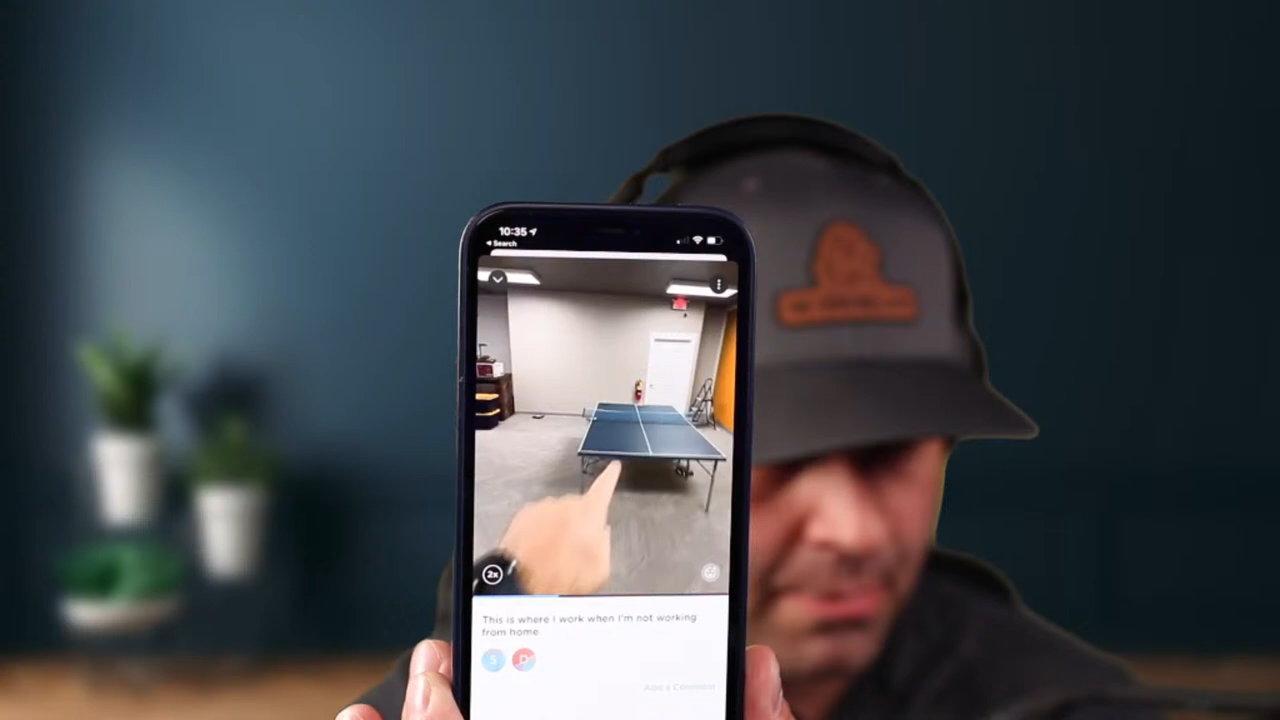 10:35
◀ Search
2x
This is where I work when I'm not working
from home.
S D
Add a Comment